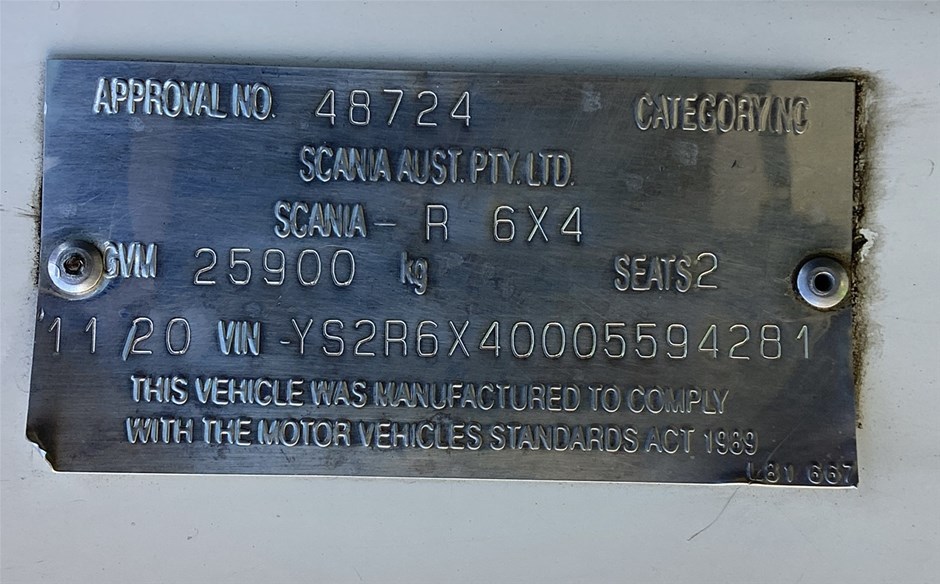 APPROVAL NO. 48724 CATEGORY NC
SCANIA AUST. PTY. LTD.
SCANIA - R 6X4
GVM 25900 kg SEATS 2
11/20 VIN -YS2R6X40005594281
THIS VEHICLE WAS MANUFACTURED TO COMPLY
WITH THE MOTOR VEHICLES STANDARDS ACT 1989
L81 667